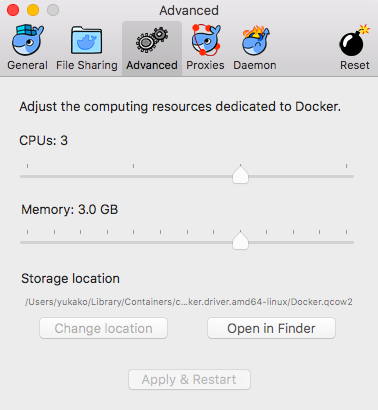 Advanced
General File Sharing Advanced Proxies Daemon Reset
Adjust the computing resources dedicated to Docker.
CPUs: 3
Memory: 3.0 GB
Storage location
/Users/yukako/Library/Containers/c...ker.driver.amd64-linux/Docker.qcow2
Change location Open in Finder
Apply & Restart